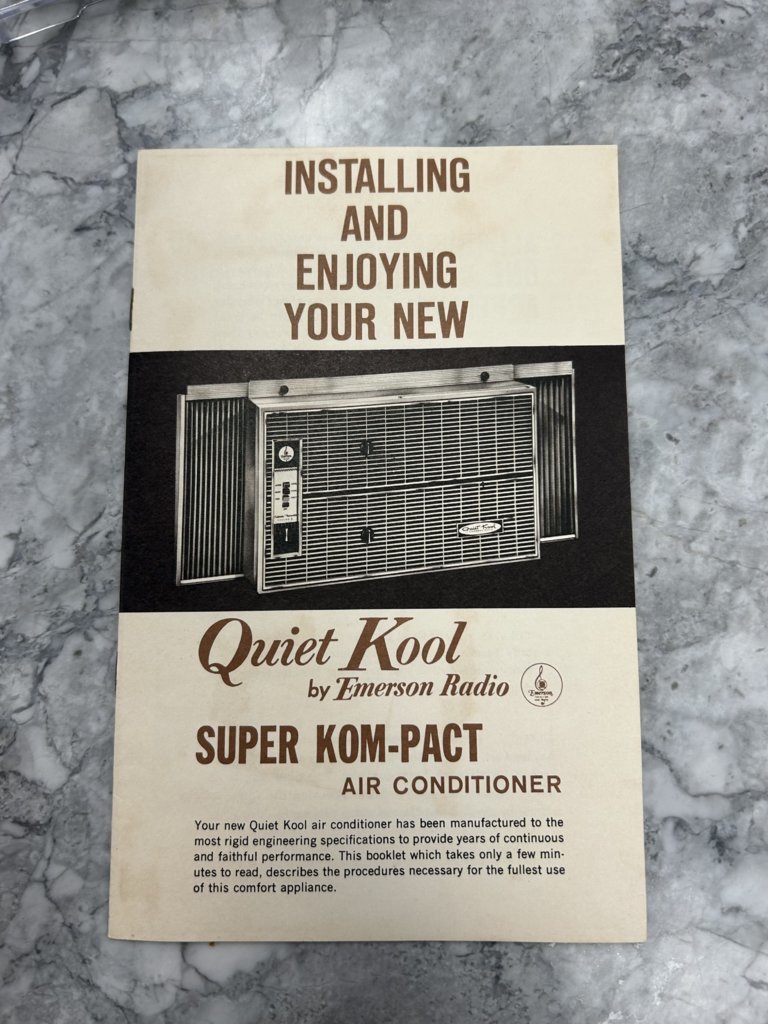 INSTALLING
AND
ENJOYING
YOUR NEW
Quiet Kool
Quiet Kool
by Emerson Radio
Emerson
SUPER KOM-PACT
AIR CONDITIONER
Your new Quiet Kool air conditioner has been manufactured to the
most rigid engineering specifications to provide years of continuous
and faithful performance. This booklet which takes only a few min-
utes to read, describes the procedures necessary for the fullest use
of this comfort appliance.